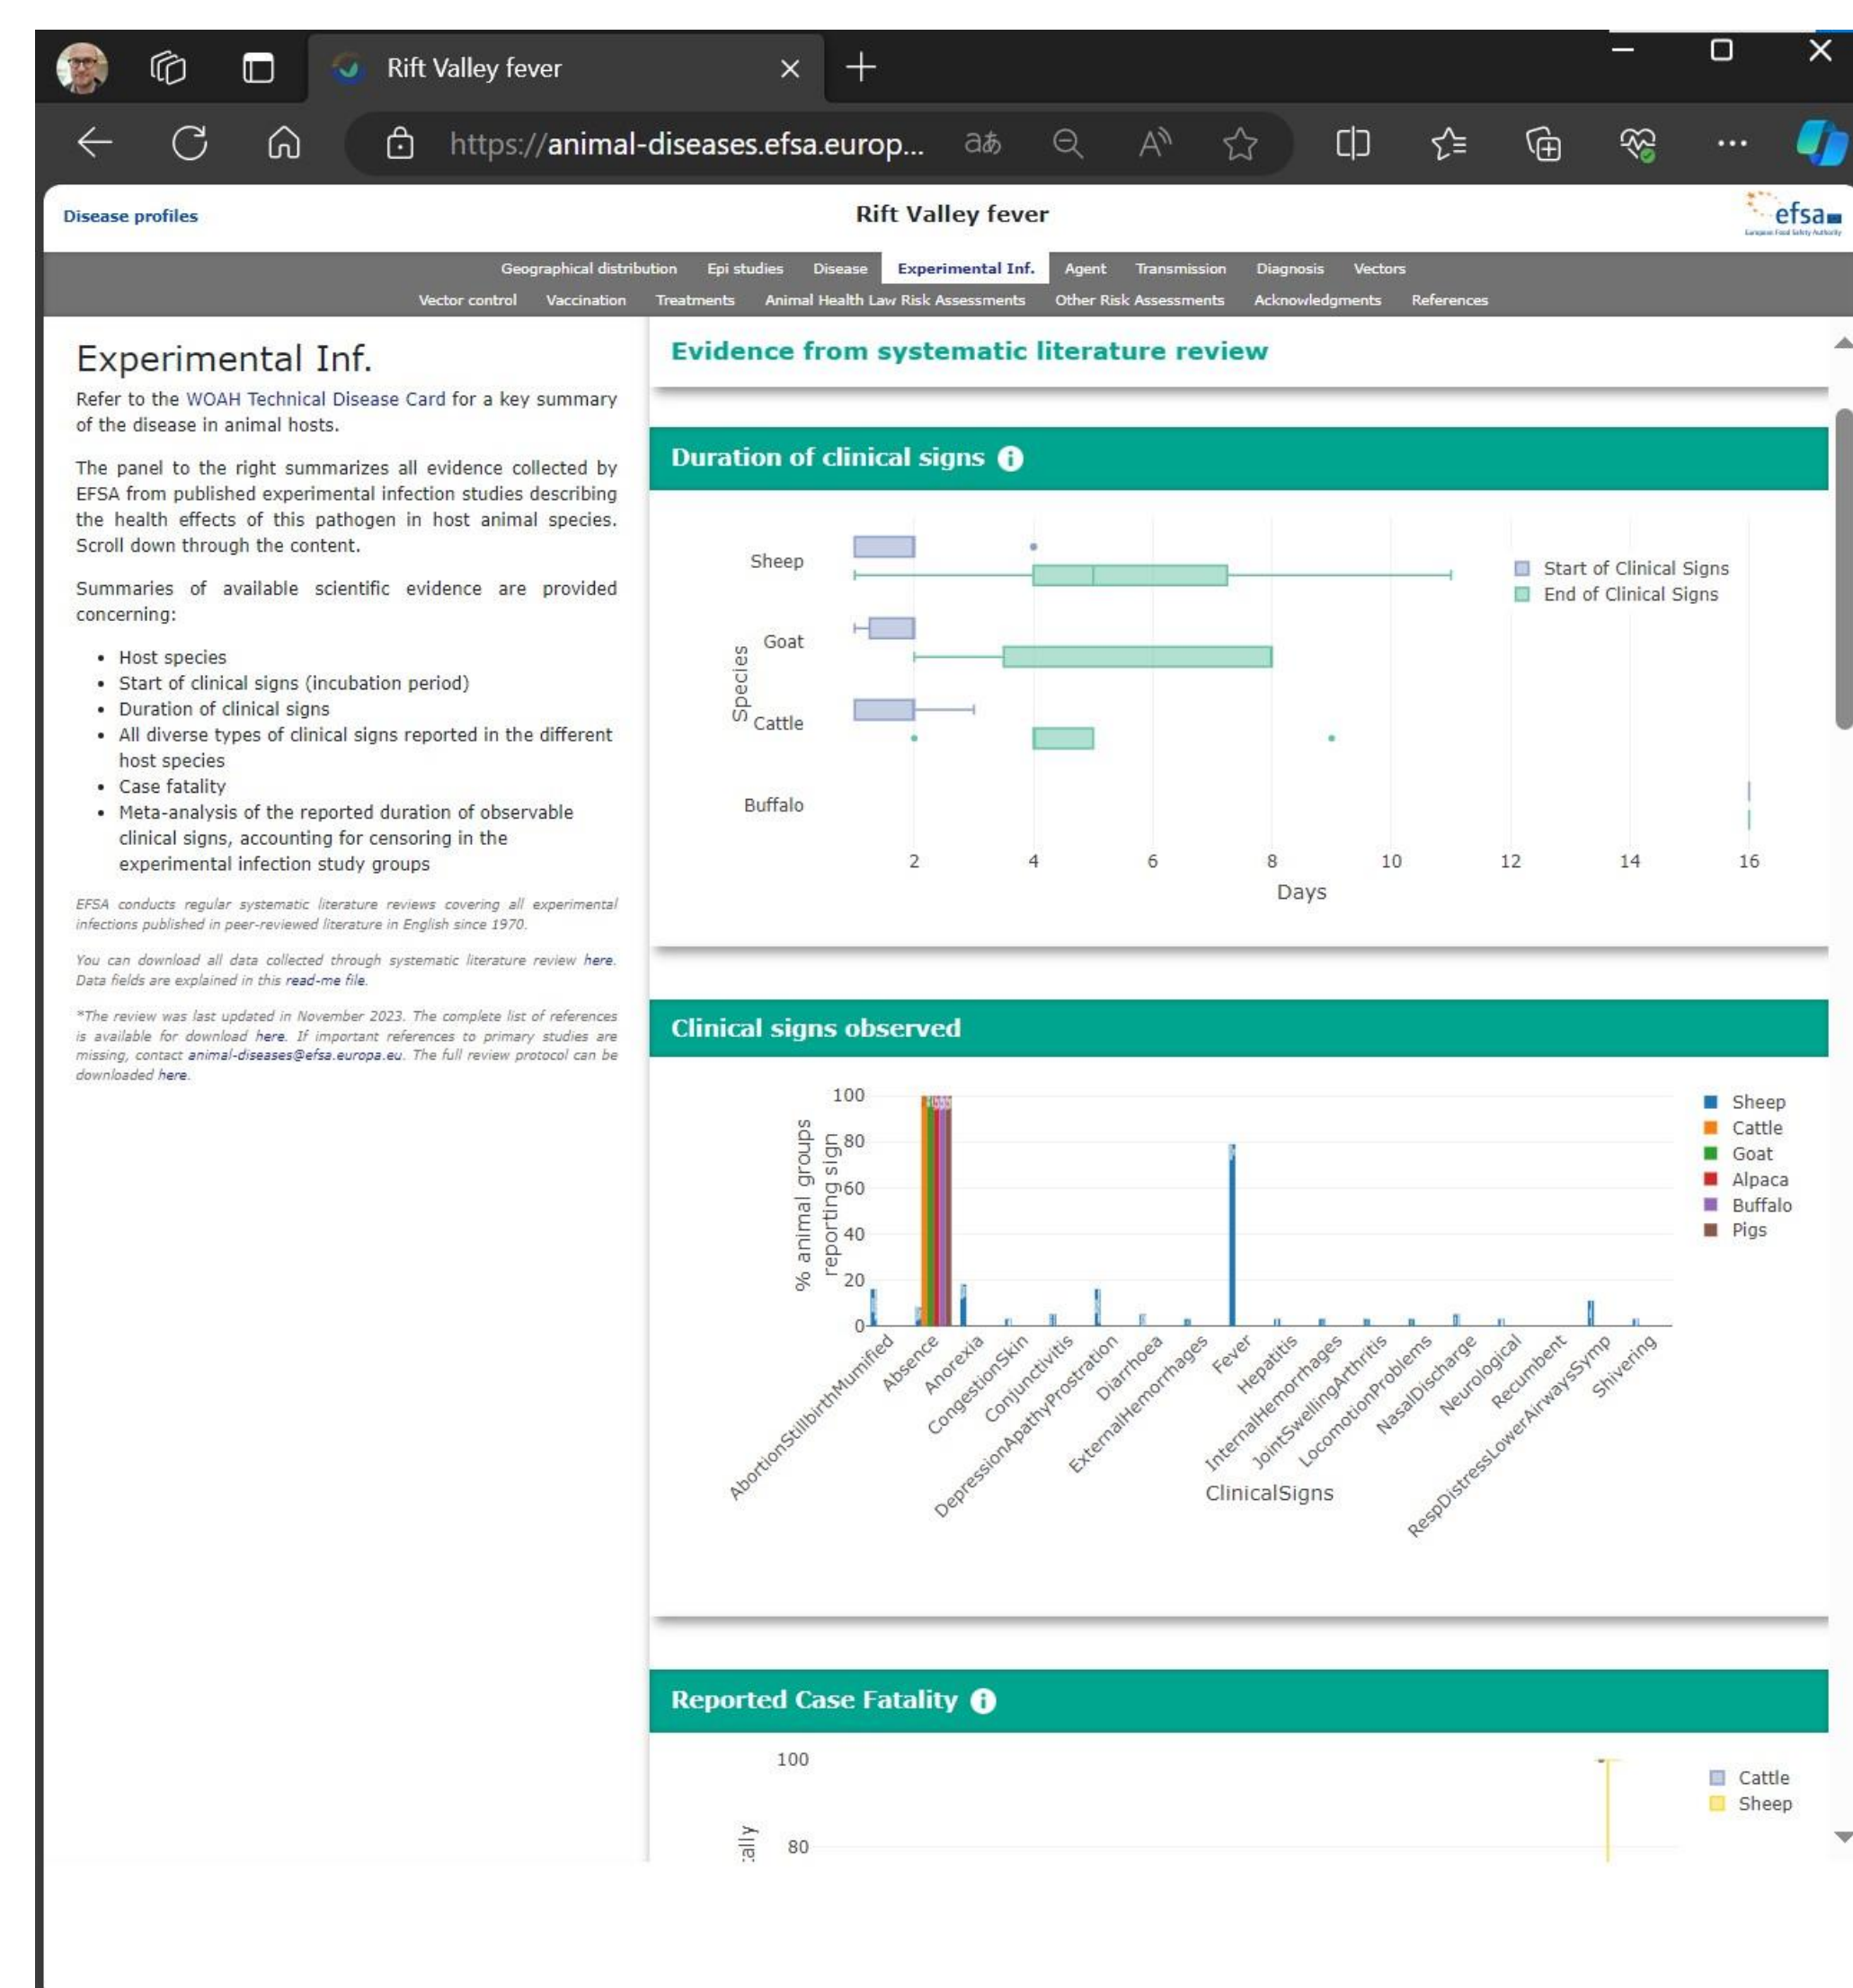 Rift Valley fever
https://animal-diseases.efsa.europ...
Disease profiles
Rift Valley fever
efsa
European Food Safety Authority
Geographical distribution Epi studies Disease Experimental Inf. Agent Transmission Diagnosis Vectors
Vector control Vaccination Treatments Animal Health Law Risk Assessments Other Risk Assessments Acknowledgments References
Experimental Inf.
Refer to the WOAH Technical Disease Card for a key summary
of the disease in animal hosts.
The panel to the right summarizes all evidence collected by
EFSA from published experimental infection studies describing
the health effects of this pathogen in host animal species.
Scroll down through the content.
Summaries of available scientific evidence are provided
concerning:
• Host species
• Start of clinical signs (incubation period)
• Duration of clinical signs
• All diverse types of clinical signs reported in the different
host species
• Case fatality
• Meta-analysis of the reported duration of observable
clinical signs, accounting for censoring in the
experimental infection study groups
EFSA conducts regular systematic literature reviews covering all experimental
infections published in peer-reviewed literature in English since 1970.
You can download all data collected through systematic literature review here.
Data fields are explained in this read-me file.
*The review was last updated in November 2023. The complete list of references
is available for download here. If important references to primary studies are
missing, contact animal-diseases@efsa.europa.eu. The full review protocol can be
downloaded here.
Evidence from systematic literature review
Duration of clinical signs
Species
Sheep
Goat
Cattle
Buffalo
Start of Clinical Signs
End of Clinical Signs
2 4 6 8 10 12 14 16
Days
Clinical signs observed
% animal groups
reporting sign
100
80
60
40
20
0
Sheep
Cattle
Goat
Alpaca
Buffalo
Pigs
AbortionStillbirthMumified
Absence
Anorexia
CongestionSkin
Conjunctivitis
DepressionApathyProstration
Diarrhoea
ExternalHemorrhages
Fever
Hepatitis
InternalHemorrhages
JointSwellingArthritis
LocomotionProblems
NasalDischarge
Neurological
Recumbent
RespDistressLowerAirwaysSymp
Shivering
ClinicalSigns
Reported Case Fatality
100
80
Cattle
Sheep